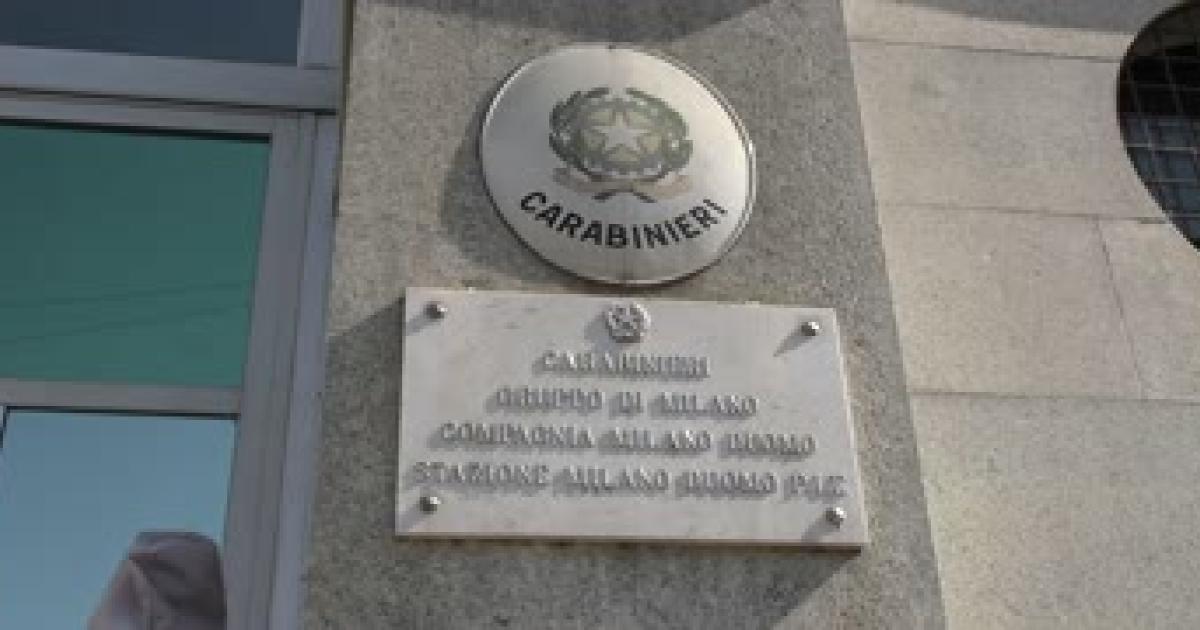 CARABINIERI
CARABINIERI
GRUPPO DI MILANO
COMPAGNIA MILANO DUOMO
STAZIONE MILANO DUOMO